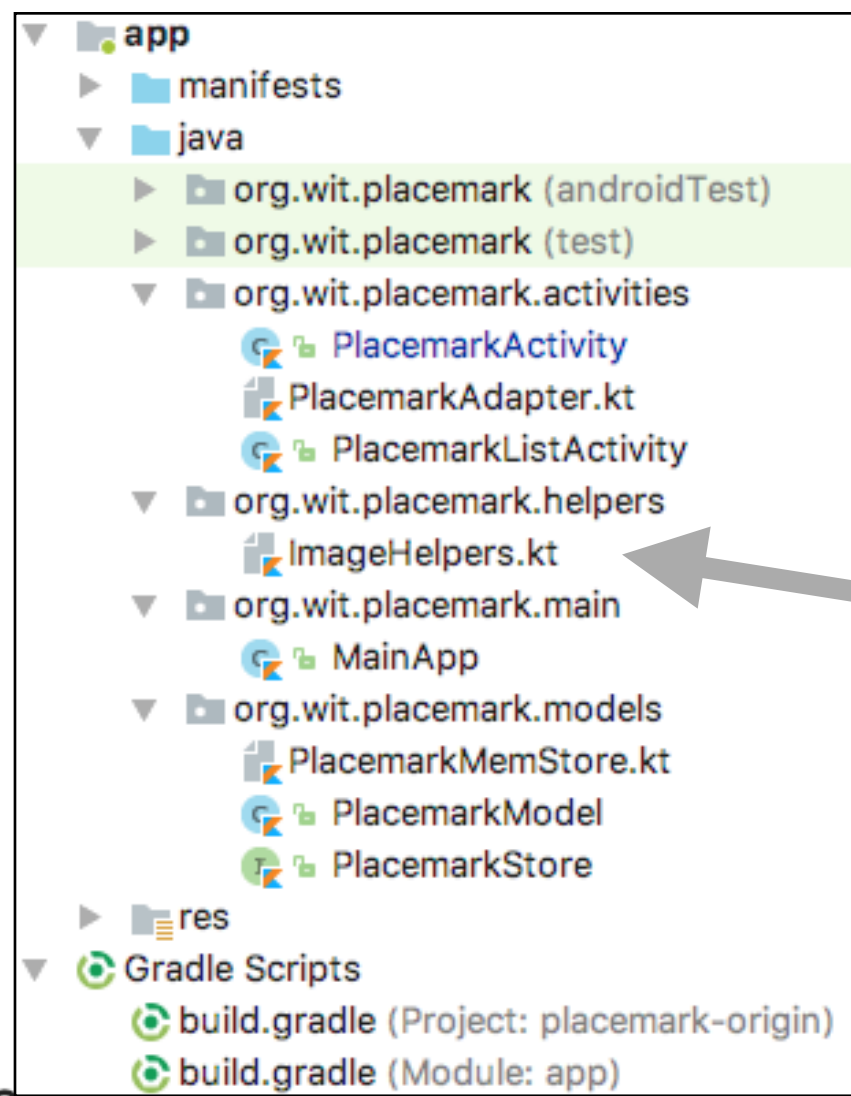 app
manifests
java
org.wit.placemark (androidTest)
org.wit.placemark (test)
org.wit.placemark.activities
PlacemarkActivity
PlacemarkAdapter.kt
PlacemarkListActivity
org.wit.placemark.helpers
ImageHelpers.kt
org.wit.placemark.main
MainApp
org.wit.placemark.models
PlacemarkMemStore.kt
PlacemarkModel
PlacemarkStore
res
Gradle Scripts
build.gradle (Project: placemark-origin)
build.gradle (Module: app)